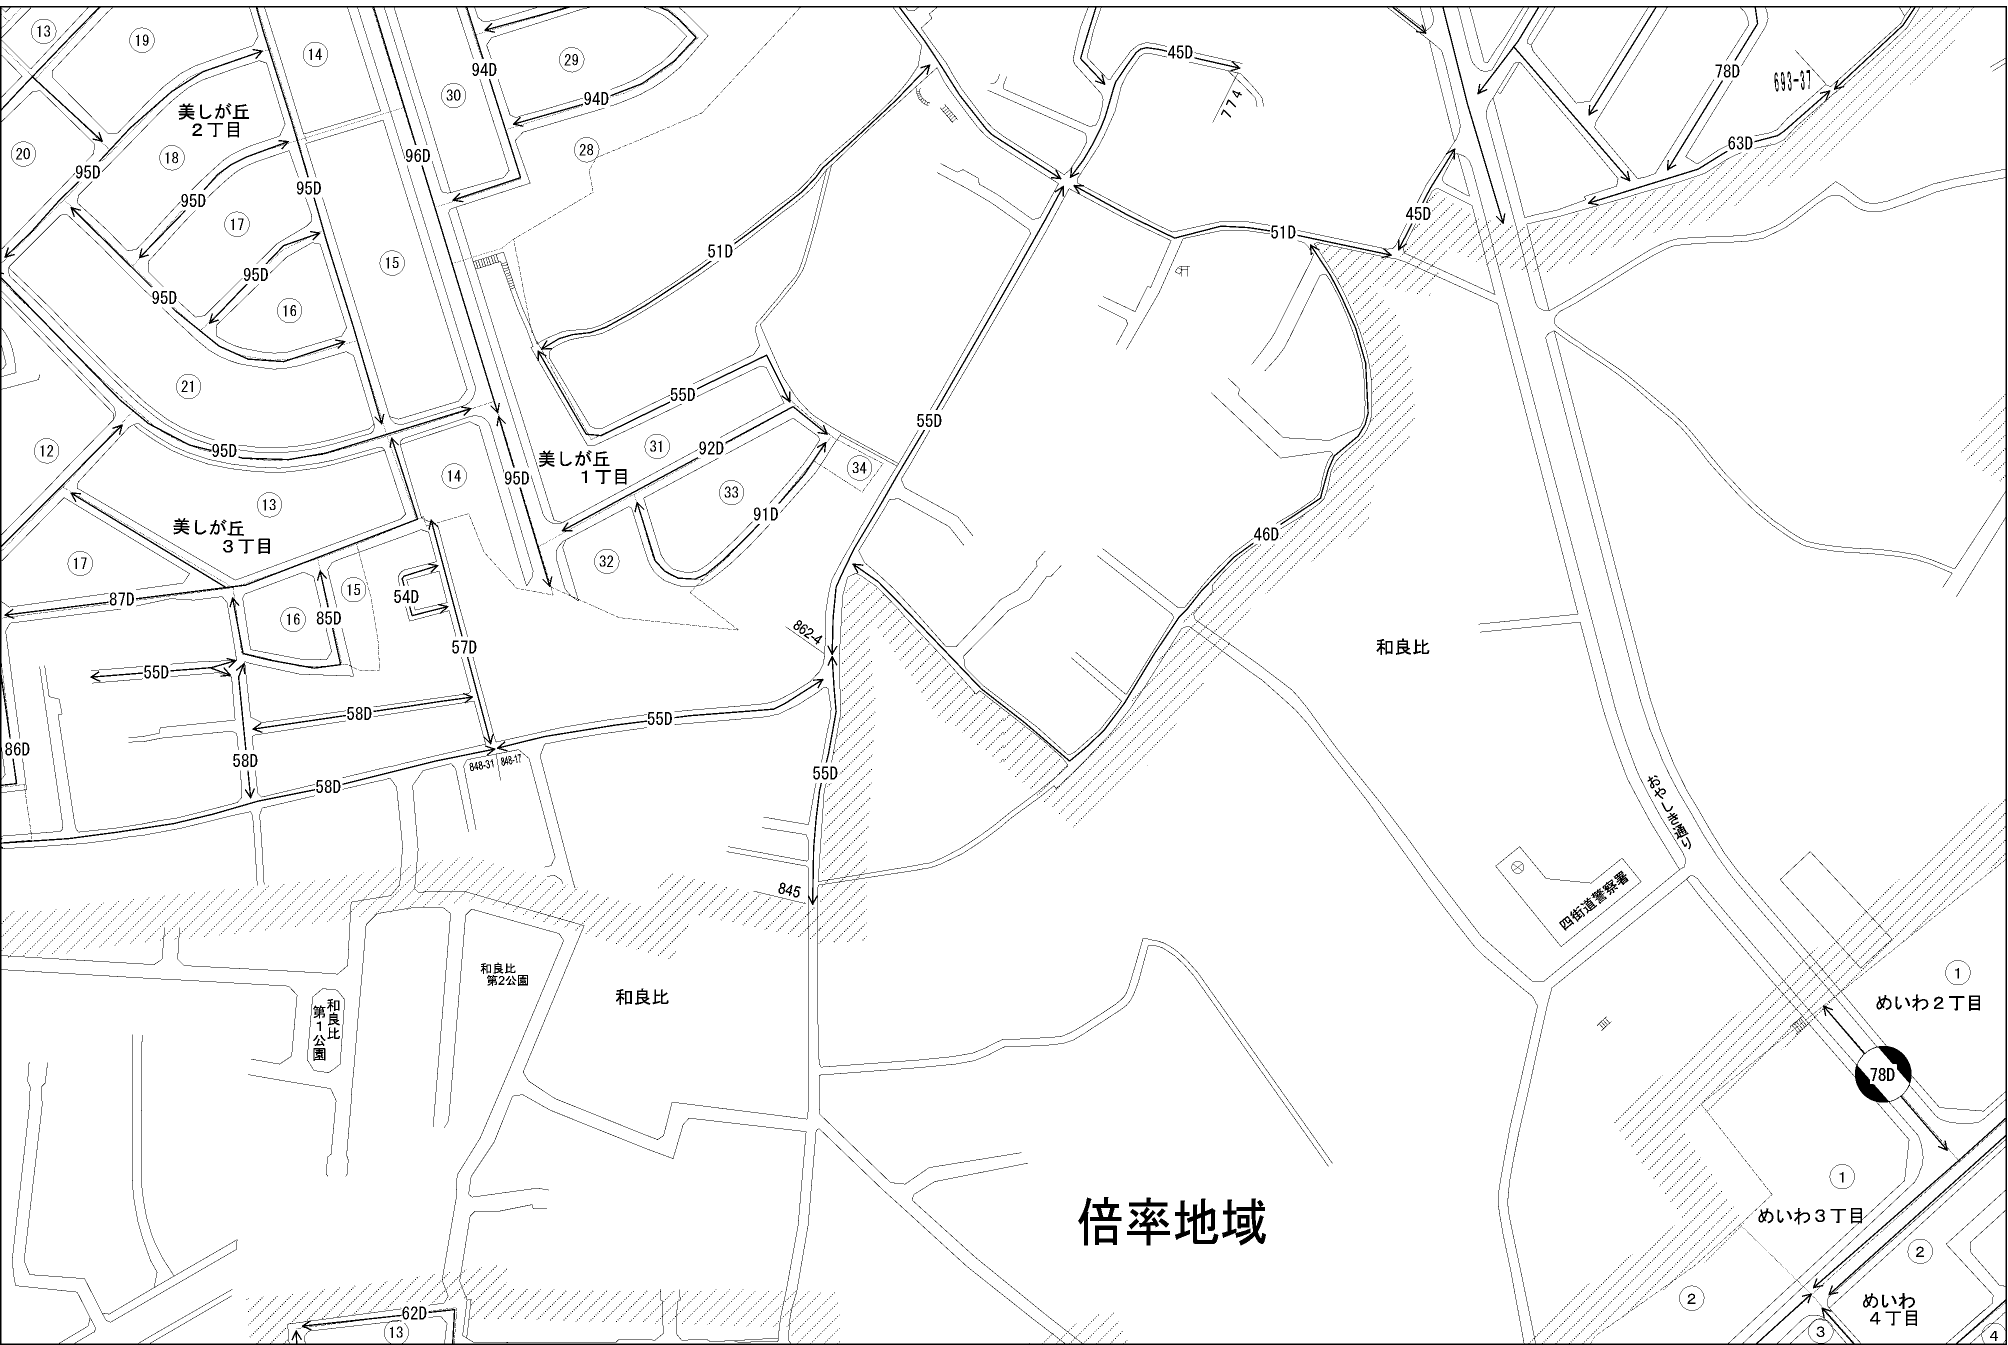 13
19
14
29
94D
45D
78D
693-37
30
774
94D
美しが丘
2丁目
20
18
96D
28
63D
95D
95D
95D
17
45D
51D
51D
95D
15
95D
16
21
55D
55D
12
95D
92D
31
美しが丘
1丁目
34
14
95D
33
13
91D
美しが丘
3丁目
46D
17
32
15
87D
54D
16
85D
862-4
57D
和良比
55D
58D
55D
86D
58D
848-31
848-17
55D
58D
おやしき通り
845
四街道警察署
和良比
第2公園
和良比
1
めいわ2丁目
和良比
第1公園
78D
1
倍率地域
めいわ3丁目
2
2
めいわ
4丁目
62D
13
3
4